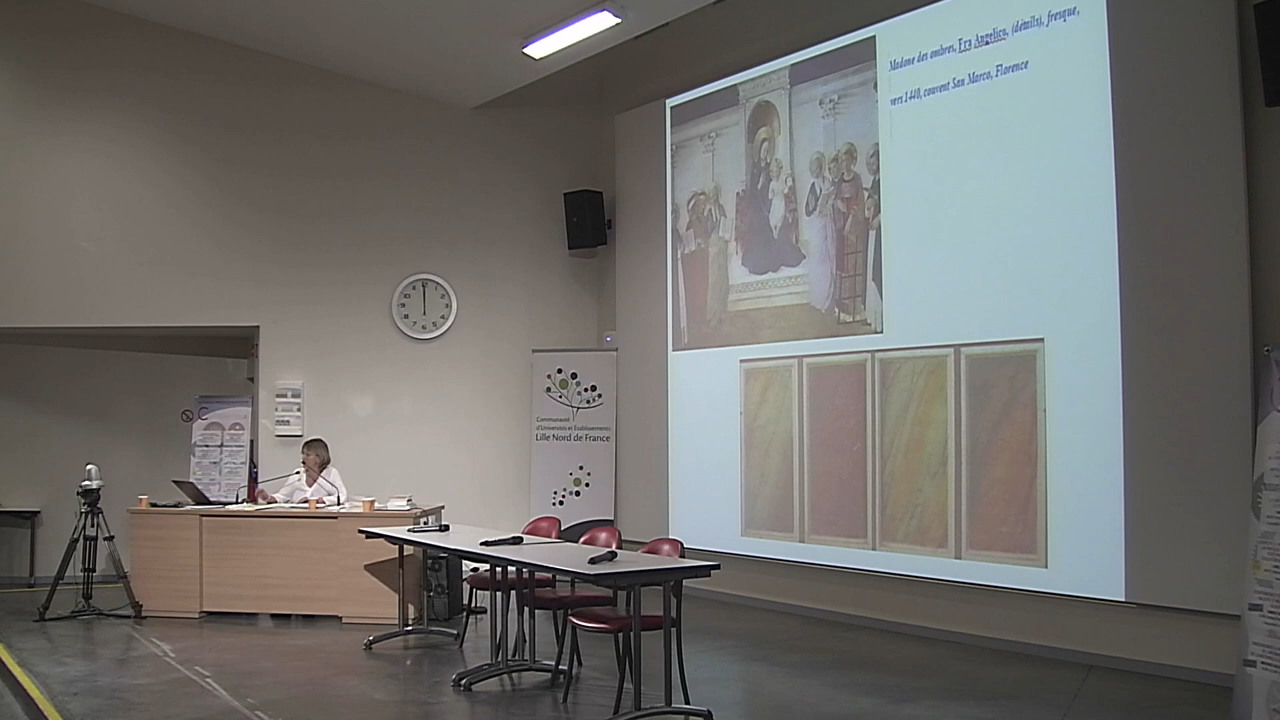 Madone des ombres, Fra Angelico, (détails), fresque,
vers 1440, couvent San Marco, Florence
Communauté
d'Universités et Établissements
Lille Nord de France